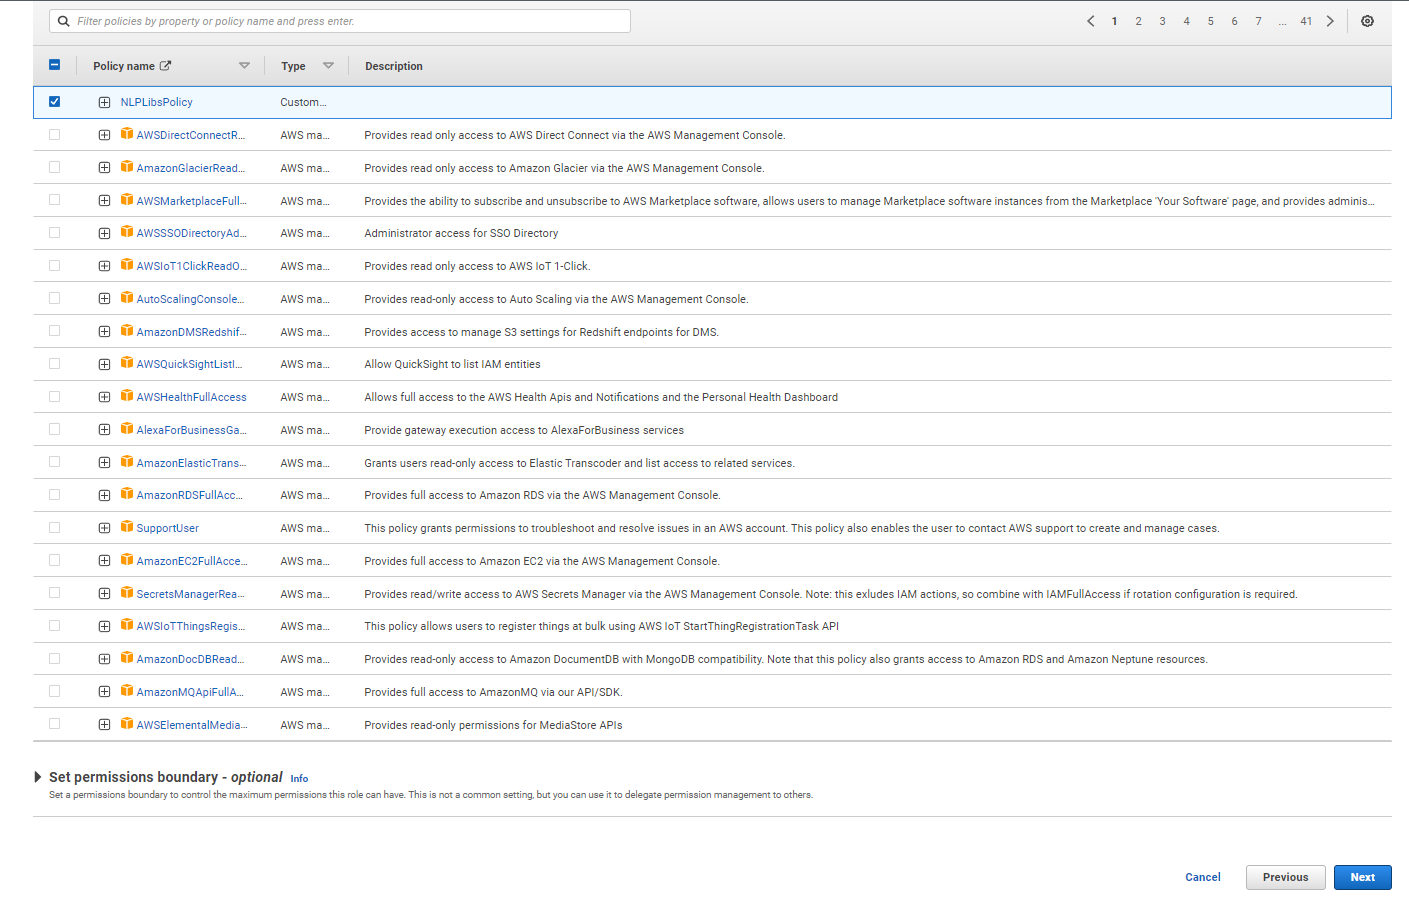 Filter policies by property or policy name and press enter.
1 2 3 4 5 6 7 ... 41
Policy name Type Description
NLPLibsPolicy Custom...
AWSDirectConnectR... AWS ma... Provides read only access to AWS Direct Connect via the AWS Management Console.
AmazonGlacierRead... AWS ma... Provides read only access to Amazon Glacier via the AWS Management Console.
AWSMarketplaceFull... AWS ma... Provides the ability to subscribe and unsubscribe to AWS Marketplace software, allows users to manage Marketplace software instances from the Marketplace 'Your Software' page, and provides adminis...
AWSSSODirectoryAd... AWS ma... Administrator access for SSO Directory
AWSIoT1ClickReadO... AWS ma... Provides read only access to AWS IoT 1-Click.
AutoScalingConsole... AWS ma... Provides read-only access to Auto Scaling via the AWS Management Console.
AmazonDMSRedshif... AWS ma... Provides access to manage S3 settings for Redshift endpoints for DMS.
AWSQuickSightListI... AWS ma... Allow QuickSight to list IAM entities
AWSHealthFullAccess AWS ma... Allows full access to the AWS Health Apis and Notifications and the Personal Health Dashboard
AlexaForBusinessGa... AWS ma... Provide gateway execution access to AlexaForBusiness services
AmazonElasticTrans... AWS ma... Grants users read-only access to Elastic Transcoder and list access to related services.
AmazonRDSFullAcc... AWS ma... Provides full access to Amazon RDS via the AWS Management Console.
SupportUser AWS ma... This policy grants permissions to troubleshoot and resolve issues in an AWS account. This policy also enables the user to contact AWS support to create and manage cases.
AmazonEC2FullAcce... AWS ma... Provides full access to Amazon EC2 via the AWS Management Console.
SecretsManagerRea... AWS ma... Provides read/write access to AWS Secrets Manager via the AWS Management Console. Note: this exludes IAM actions, so combine with IAMFullAccess if rotation configuration is required.
AWSIoTThingsRegis... AWS ma... This policy allows users to register things at bulk using AWS IoT StartThingRegistrationTask API
AmazonDocDBRead... AWS ma... Provides read-only access to Amazon DocumentDB with MongoDB compatibility. Note that this policy also grants access to Amazon RDS and Amazon Neptune resources.
AmazonMQApiFullA... AWS ma... Provides full access to AmazonMQ via our API/SDK.
AWSElementalMedia... AWS ma... Provides read-only permissions for MediaStore APIs
Set permissions boundary - optional Info
Set a permissions boundary to control the maximum permissions this role can have. This is not a common setting, but you can use it to delegate permission management to others.
Cancel Previous Next